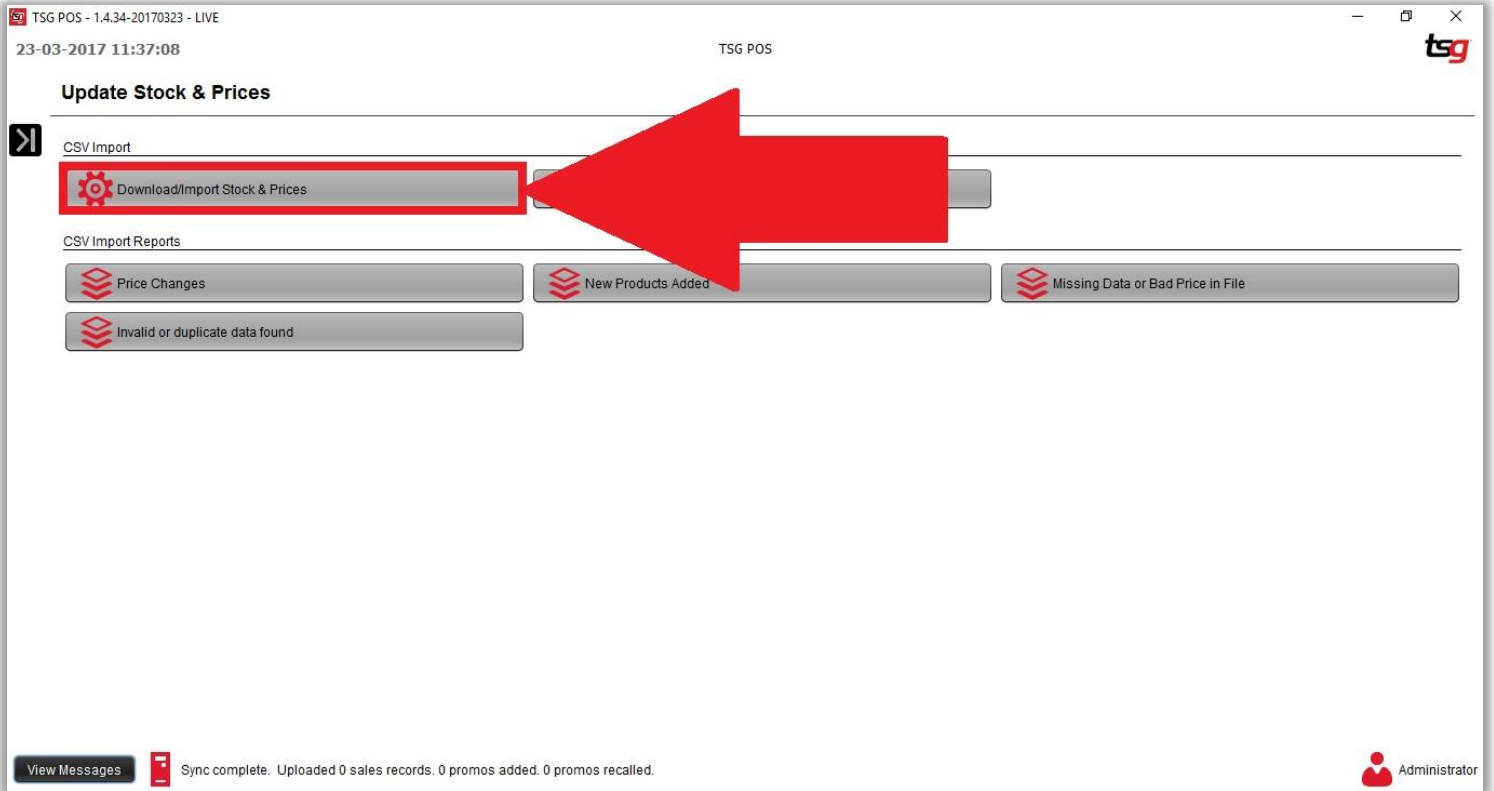 TSG POS - 1.4.34-20170323 - LIVE
23-03-2017 11:37:08
TSG POS
tsg
Update Stock & Prices
CSV Import
Download/Import Stock & Prices
CSV Import Reports
Price Changes
New Products Added
Missing Data or Bad Price in File
Invalid or duplicate data found
View Messages
Sync complete. Uploaded 0 sales records. 0 promos added. 0 promos recalled.
Administrator